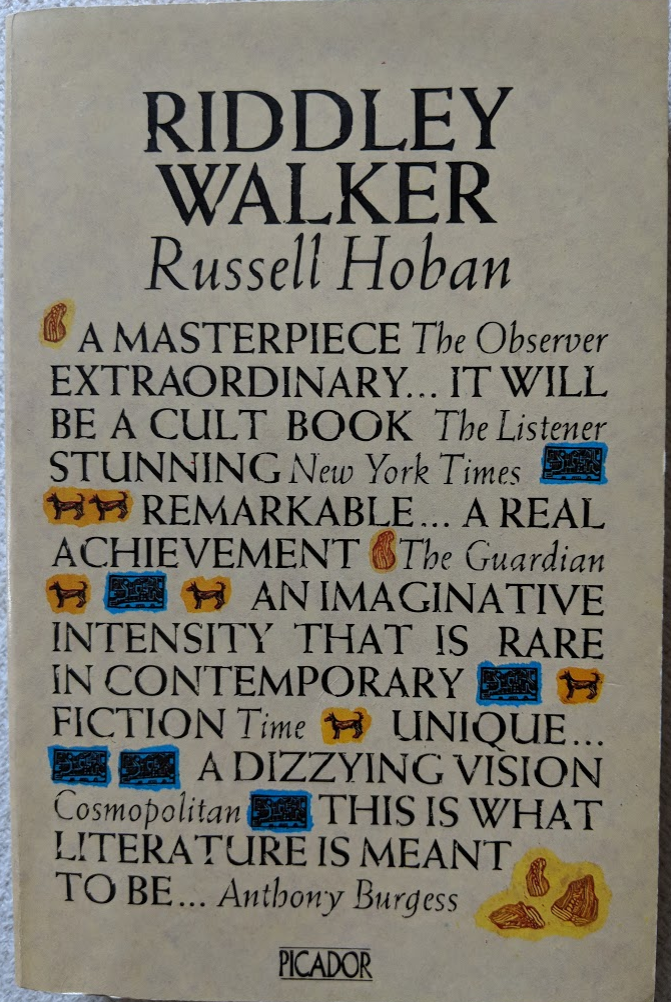 RIDDLEY
WALKER
Russell Hoban
A MASTERPIECE The Observer
EXTRAORDINARY... IT WILL
BE A CULT BOOK The Listener
STUNNING New York Times
REMARKABLE... A REAL
ACHIEVEMENT The Guardian
AN IMAGINATIVE
INTENSITY THAT IS RARE
IN CONTEMPORARY
FICTION Time UNIQUE...
A DIZZYING VISION
Cosmopolitan THIS IS WHAT
LITERATURE IS MEANT
TO BE... Anthony Burgess
PICADOR